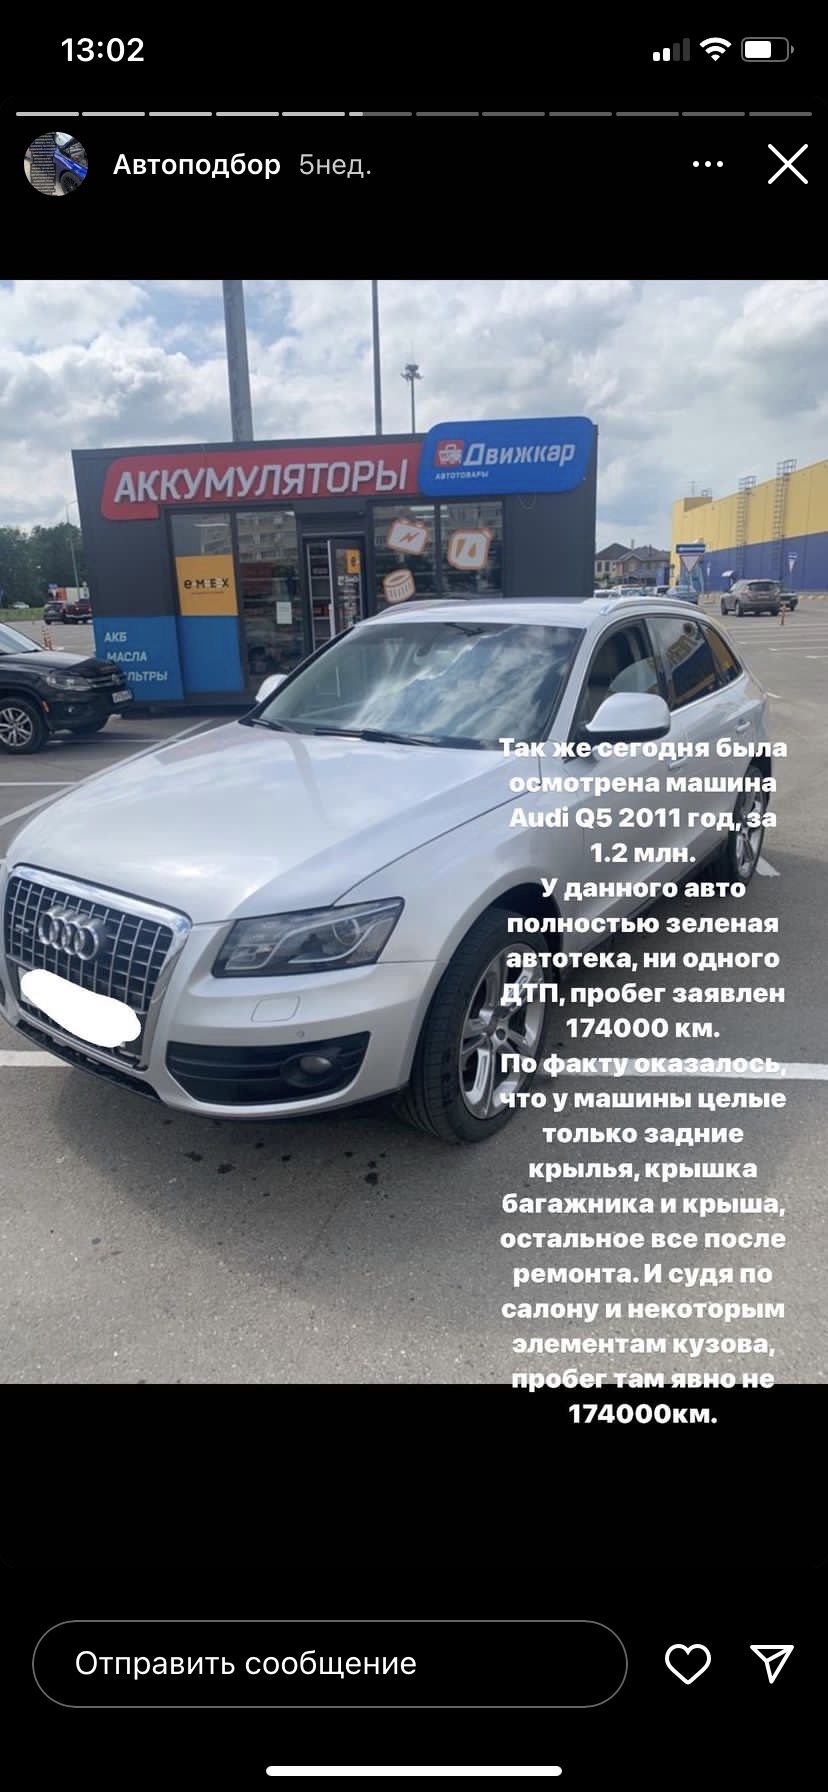 13:02
Автоподбор 5нед.
АККУМУЛЯТОРЫ
Движкар
АВТОТОВАРЫ
ЕМЕХ
АКБ
МАСЛА
ЛЬТРЫ
Так же сегодня была
осмотрена машина
Audi Q5 2011 год, за
1.2 млн.
У данного авто
полностью зеленая
автотека, ни одного
ДТП, пробег заявлен
174000 км.
По факту оказалось,
что у машины целые
только задние
крылья, крышка
багажника и крыша,
остальное все после
ремонта. И судя по
салону и некоторым
элементам кузова,
пробег там явно не
174000км.
Отправить сообщение